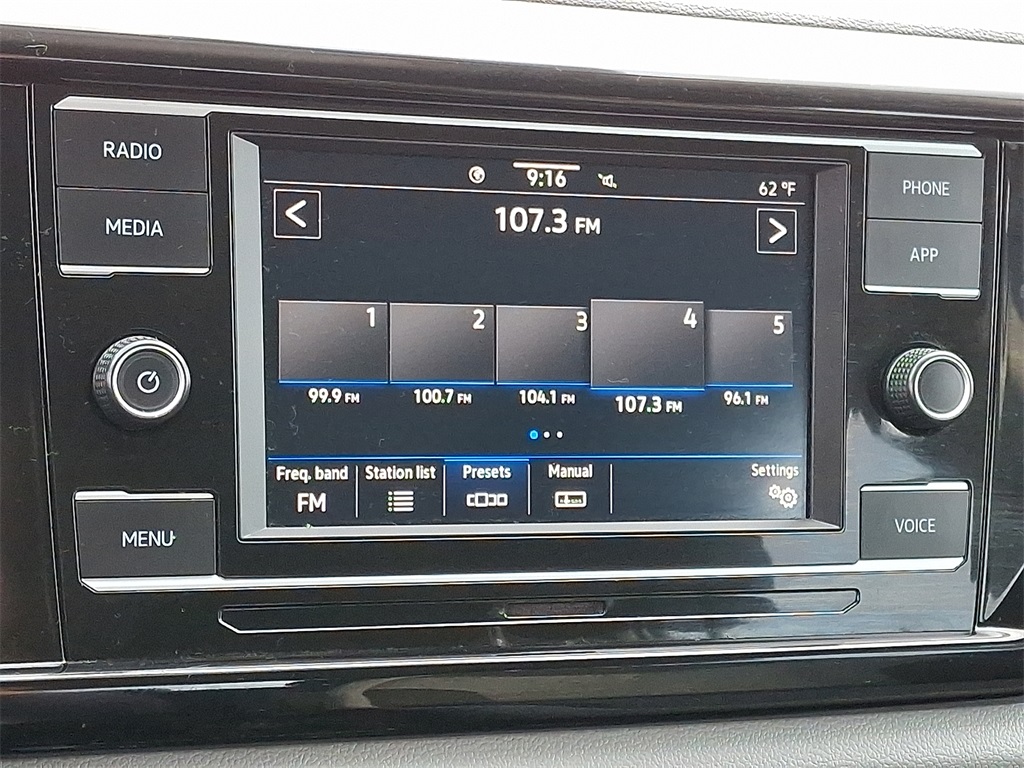 RADIO
MEDIA
MENU
9:16
62 °F
<
107.3 FM
>
1 2 3 4 5
99.9 FM 100.7 FM 104.1 FM 107.3 FM 96.1 FM
Freq. band Station list Presets Manual Settings
FM
PHONE
APP
VOICE